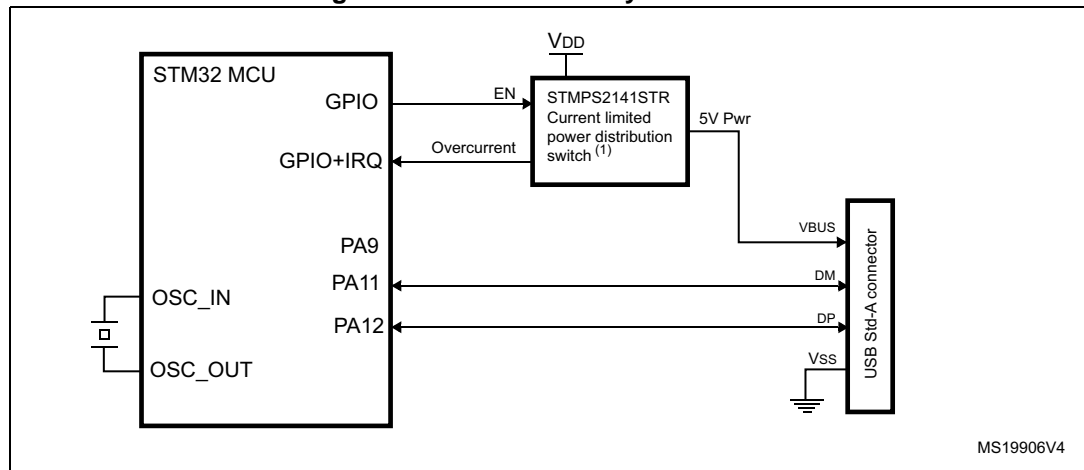 STM32 MCU
GPIO
GPIO+IRQ
PA9
PA11
PA12
OSC_IN
OSC_OUT
EN
Overcurrent
VDD
STMPS2141STR
Current limited
power distribution
switch (1)
5V Pwr
VBUS
DM
DP
VSS
USB Std-A connector
MS19906V4